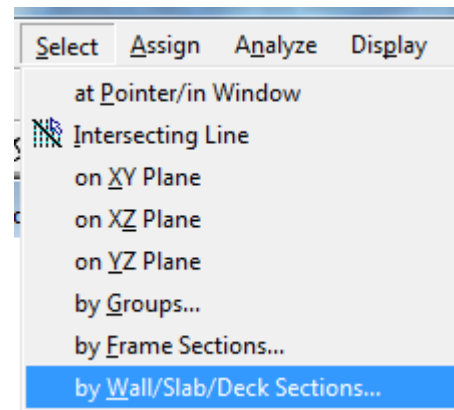 Select Assign Analyze Display
at Pointer/in Window
Intersecting Line
on XY Plane
on XZ Plane
on YZ Plane
by Groups...
by Frame Sections...
by Wall/Slab/Deck Sections...